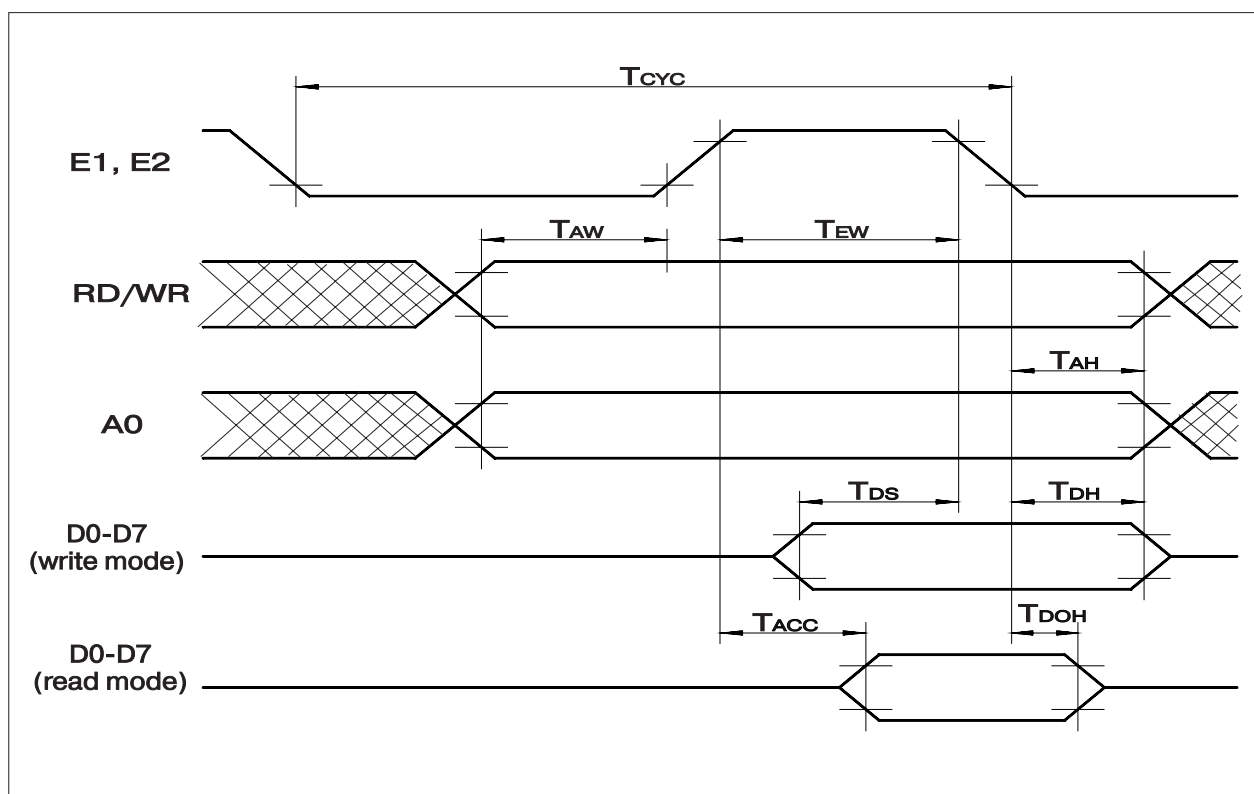 TCYC
E1, E2
TAW
TEW
RD/WR
TAH
A0
TDS
TDH
D0-D7
(write mode)
TACC
TDOH
D0-D7
(read mode)